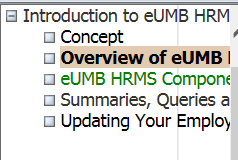 Introduction to eUMB HRM
Concept
Overview of eUMB
eUMB HRMS Compone
Summaries, Queries a
Updating Your Employ